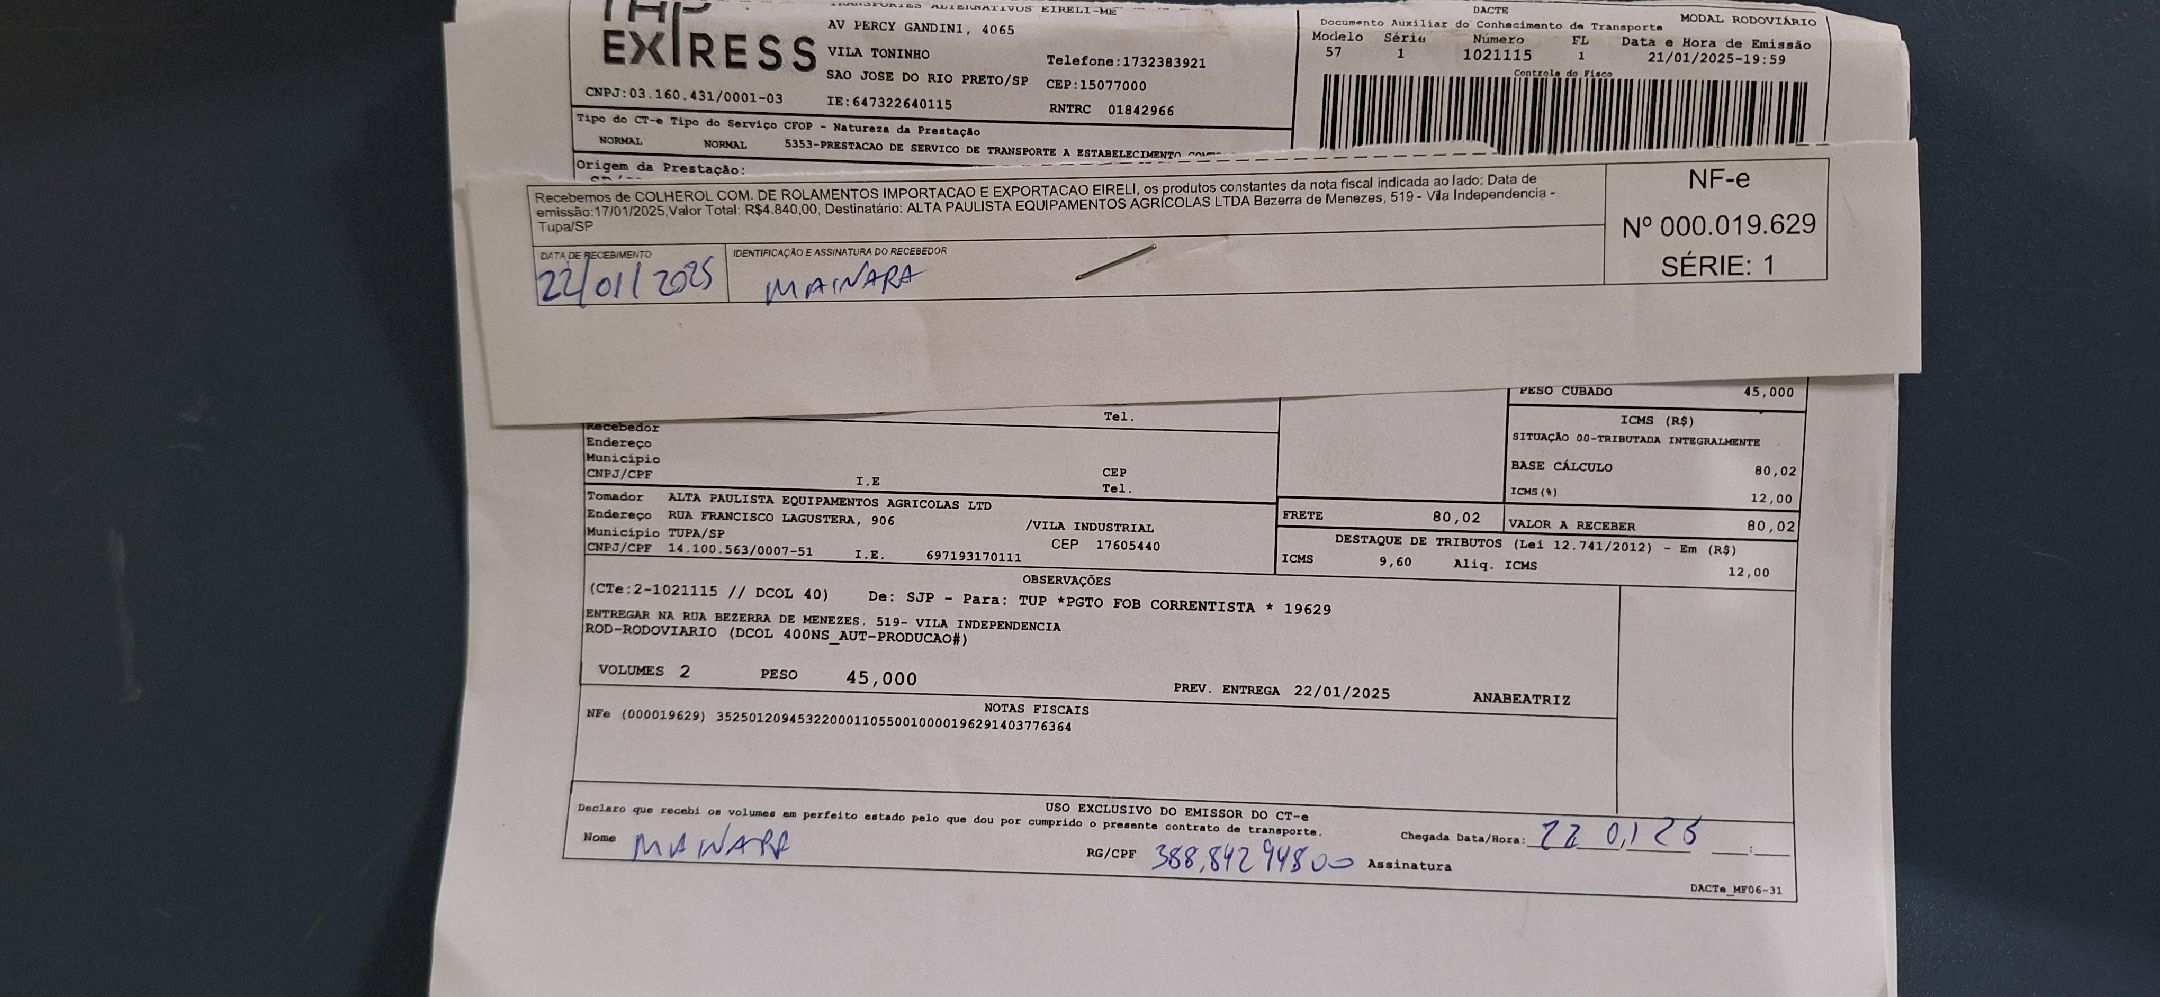 EXPRESS
TRANSPORTES ALTERNATIVOS EIRELI-ME
AV PERCY GANDINI, 4065
VILA TONINHO
Telefone:1732383921
SAO JOSE DO RIO PRETO/SP
CEP:15077000
CNPJ:03.160.431/0001-03
IE:647322640115
RNTRC 01842966
DACTE
Documento Auxiliar do Conhecimento de Transporte
MODAL RODOVIÁRIO
Modelo Série Número FL Data e Hora de Emissão
57 1 1021115 1 21/01/2025-19:59
Controle do Fisco
Tipo do CT-e Tipo do Serviço CFOP - Natureza da Prestação
NORMAL NORMAL 5353-PRESTACAO DE SERVICO DE TRANSPORTE A ESTABELECIMENTO
Origem da Prestação:
Recebemos de COLHEROL COM. DE ROLAMENTOS IMPORTACAO E EXPORTACAO EIRELI, os produtos constantes da nota fiscal indicada ao lado: Data de
emissão:17/01/2025,Valor Total: R$4.840,00, Destinatário: ALTA PAULISTA EQUIPAMENTOS AGRÍCOLAS LTDA Bezerra de Menezes, 519 - Vila Independencia -
Tupa/SP
DATA DE RECEBIMENTO
22/01/2025
IDENTIFICAÇÃO E ASSINATURA DO RECEBEDOR
MAINARA
NF-e
Nº 000.019.629
SÉRIE: 1
PESO CUBADO 45,000
Tel.
Recebedor
Endereço
Município
CNPJ/CPF I.E CEP
Tel.
ICMS (R$)
SITUAÇÃO 00-TRIBUTADA INTEGRALMENTE
BASE CÁLCULO 80,02
ICMS(%) 12,00
Tomador ALTA PAULISTA EQUIPAMENTOS AGRICOLAS LTD
Endereço RUA FRANCISCO LAGUSTERA, 906 /VILA INDUSTRIAL
Município TUPA/SP CEP 17605440
CNPJ/CPF 14.100.563/0007-51 I.E. 697193170111
FRETE 80,02 VALOR A RECEBER 80,02
DESTAQUE DE TRIBUTOS (Lei 12.741/2012) - Em (R$)
ICMS 9,60 Aliq. ICMS 12,00
OBSERVAÇÕES
(CTe:2-1021115 // DCOL 40) De: SJP - Para: TUP *PGTO FOB CORRENTISTA * 19629
ENTREGAR NA RUA BEZERRA DE MENEZES, 519- VILA INDEPENDENCIA
ROD-RODOVIARIO (DCOL 400NS_AUT-PRODUCAO#)
VOLUMES 2 PESO 45,000 PREV. ENTREGA 22/01/2025 ANABEATRIZ
NOTAS FISCAIS
NFe (000019629) 35250120945322000110550010000196291403776364
USO EXCLUSIVO DO EMISSOR DO CT-e
Declaro que recebi os volumes em perfeito estado pelo que dou por cumprido o presente contrato de transporte.
Chegada Data/Hora: 22 01 25 :
Nome MAINARA RG/CPF 388.842 948 00 Assinatura
DACTe_MF06-31